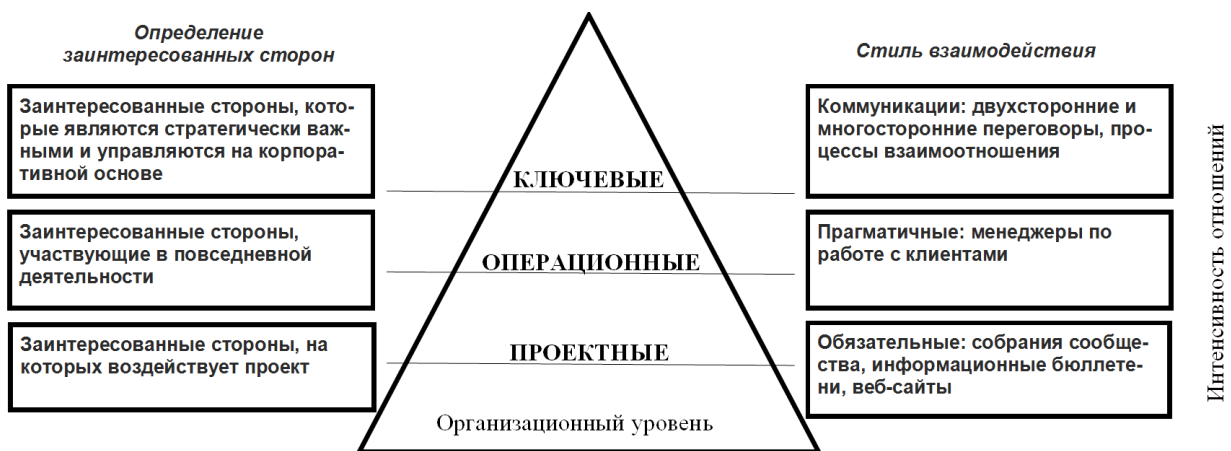 Определение
заинтересованных сторон
Заинтересованные стороны, кото-
рые являются стратегически важ-
ными и управляются на корпора-
тивной основе
Заинтересованные стороны,
участвующие в повседневной
деятельности
Заинтересованные стороны, на
которых воздействует проект
КЛЮЧЕВЫЕ
ОПЕРАЦИОННЫЕ
ПРОЕКТНЫЕ
Организационный уровень
Стиль взаимодействия
Коммуникации: двухсторонние и
многосторонние переговоры, про-
цессы взаимоотношения
Прагматичные: менеджеры по
работе с клиентами
Обязательные: собрания сообще-
ства, информационные бюллете-
ни, веб-сайты
Интенсивность отношений